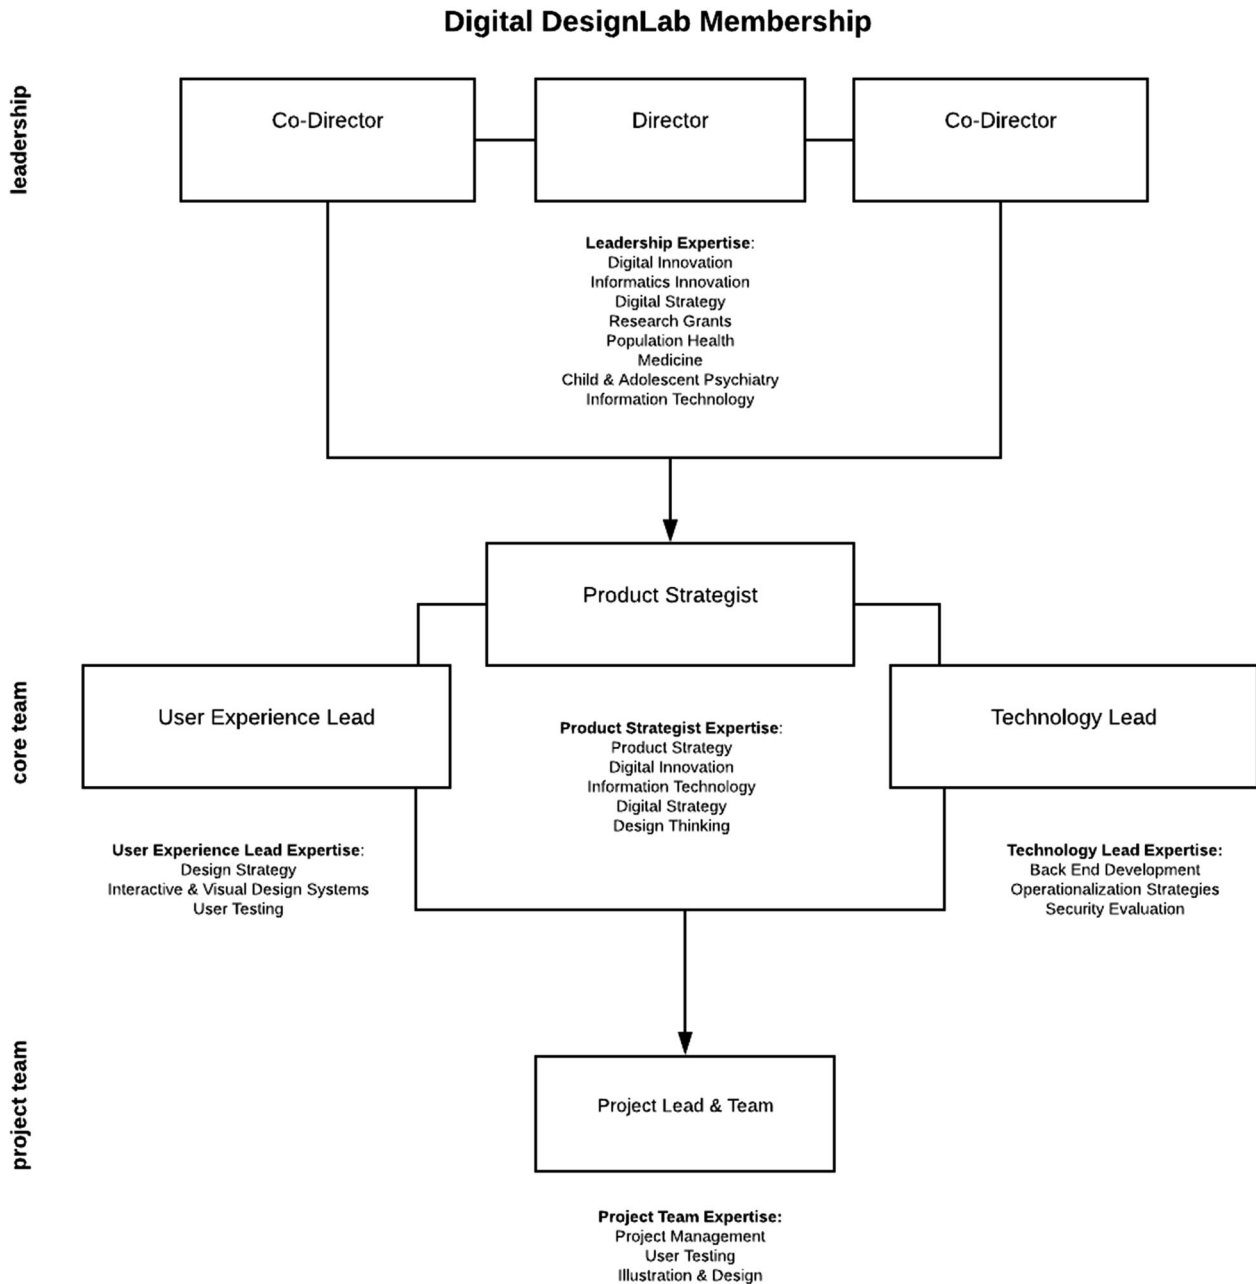 Digital DesignLab Membership
leadership
Co-Director
Director
Co-Director
Leadership Expertise:
Digital Innovation
Informatics Innovation
Digital Strategy
Research Grants
Population Health
Medicine
Child & Adolescent Psychiatry
Information Technology
core team
Product Strategist
User Experience Lead
Technology Lead
Product Strategist Expertise:
Product Strategy
Digital Innovation
Information Technology
Digital Strategy
Design Thinking
User Experience Lead Expertise:
Design Strategy
Interactive & Visual Design Systems
User Testing
Technology Lead Expertise:
Back End Development
Operationalization Strategies
Security Evaluation
project team
Project Lead & Team
Project Team Expertise:
Project Management
User Testing
Illustration & Design